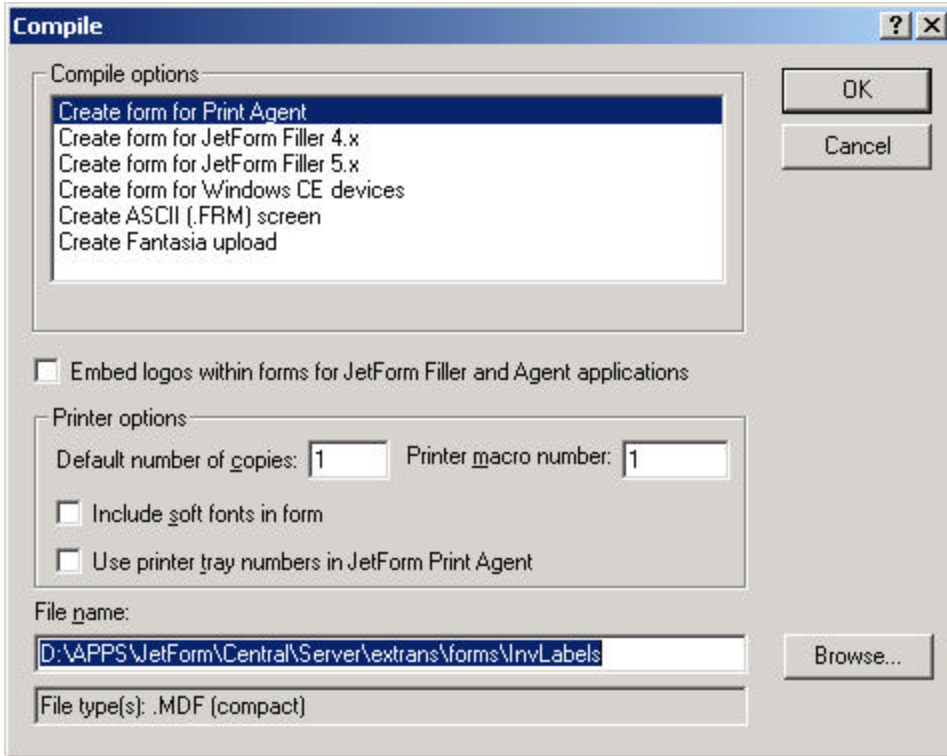 Compile
Compile options
OK
Create form for Print Agent
Create form for JetForm Filler 4.x
Cancel
Create form for JetForm Filler 5.x
Create form for Windows CE devices
Create ASCII (.FRM) screen
Create Fantasia upload
Embed logos within forms for JetForm Filler and Agent applications
Printer options
Default number of copies: 1 Printer macro number: 1
Include soft fonts in form
Use printer tray numbers in JetForm Print Agent
File name:
D:\APPS\JetForm\Central\Server\extrans\forms\InvLabels
Browse...
File type(s): .MDF (compact)